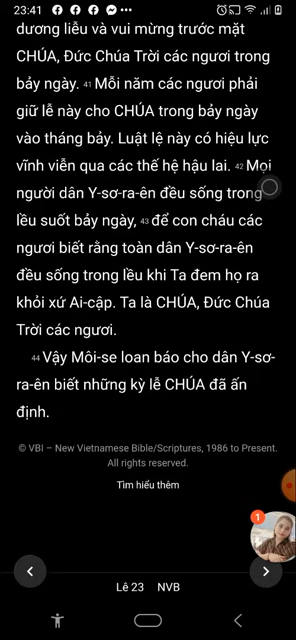 23:41
dương liễu và vui mừng trước mặt
CHÚA, Đức Chúa Trời các ngươi trong
bảy ngày. 41 Mỗi năm các ngươi phải
giữ lễ này cho CHÚA trong bảy ngày
vào tháng bảy. Luật lệ này có hiệu lực
vĩnh viễn qua các thế hệ hậu lai. 42 Mọi
người dân Y-sơ-ra-ên đều sống trong
lều suốt bảy ngày, 43 để con cháu các
ngươi biết rằng toàn dân Y-sơ-ra-ên
đều sống trong lều khi Ta đem họ ra
khỏi xứ Ai-cập. Ta là CHÚA, Đức Chúa
Trời các ngươi.
44 Vậy Môi-se loan báo cho dân Y-sơ-
ra-ên biết những kỳ lễ CHÚA đã ấn
định.
© VBI – New Vietnamese Bible/Scriptures, 1986 to Present.
All rights reserved.
Tìm hiểu thêm
1
Lê 23 NVB